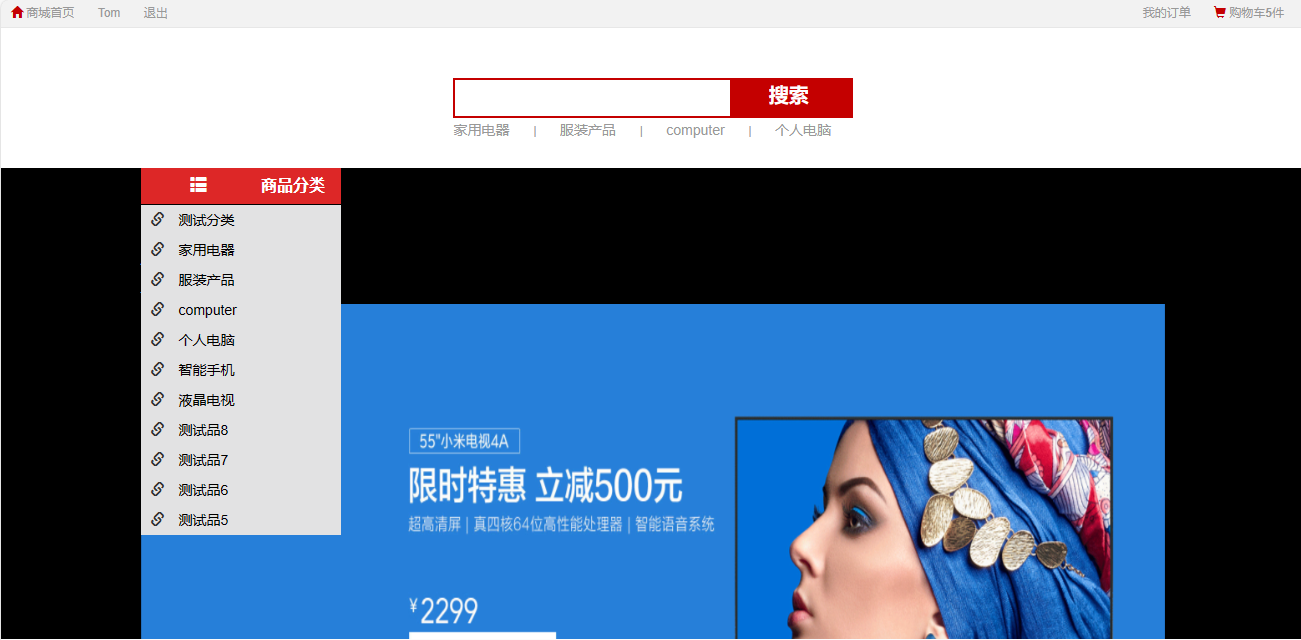 商城首页 Tom 退出 我的订单 购物车5件
搜索
家用电器 | 服装产品 | computer | 个人电脑
商品分类
测试分类
家用电器
服装产品
computer
个人电脑
智能手机
液晶电视
测试品8
测试品7
测试品6
测试品5
55"小米电视4A
限时特惠 立减500元
超高清屏 | 真四核64位高性能处理器 | 智能语音系统
¥2299